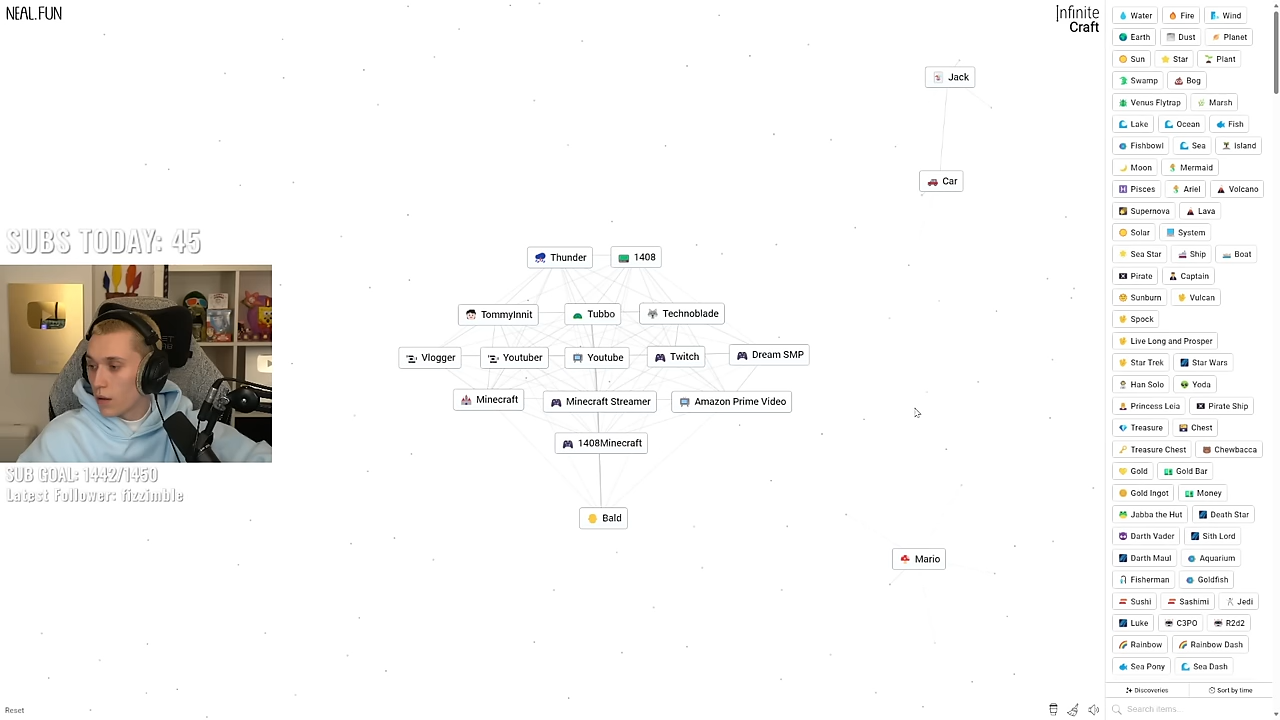 NEAL.FUN
Infinite
Craft
Jack
Car
SUBS TODAY: 45
Thunder
1408
TommyInnit
Tubbo
Technoblade
Vlogger
Youtuber
Youtube
Twitch
Dream SMP
Minecraft
Minecraft Streamer
Amazon Prime Video
1408Minecraft
SUB GOAL: 1442/1450
Latest Follower: fizzimble
Bald
Mario
Reset
Water Fire Wind
Earth Dust Planet
Sun Star Plant
Swamp Bog
Venus Flytrap Marsh
Lake Ocean Fish
Fishbowl Sea Island
Moon Mermaid
Pisces Ariel Volcano
Supernova Lava
Solar System
Sea Star Ship Boat
Pirate Captain
Sunburn Vulcan
Spock
Live Long and Prosper
Star Trek Star Wars
Han Solo Yoda
Princess Leia Pirate Ship
Treasure Chest
Treasure Chest Chewbacca
Gold Gold Bar
Gold Ingot Money
Jabba the Hut Death Star
Darth Vader Sith Lord
Darth Maul Aquarium
Fisherman Goldfish
Sushi Sashimi Jedi
Luke C3PO R2d2
Rainbow Rainbow Dash
Sea Pony Sea Dash
Discoveries Sort by time
Search items...